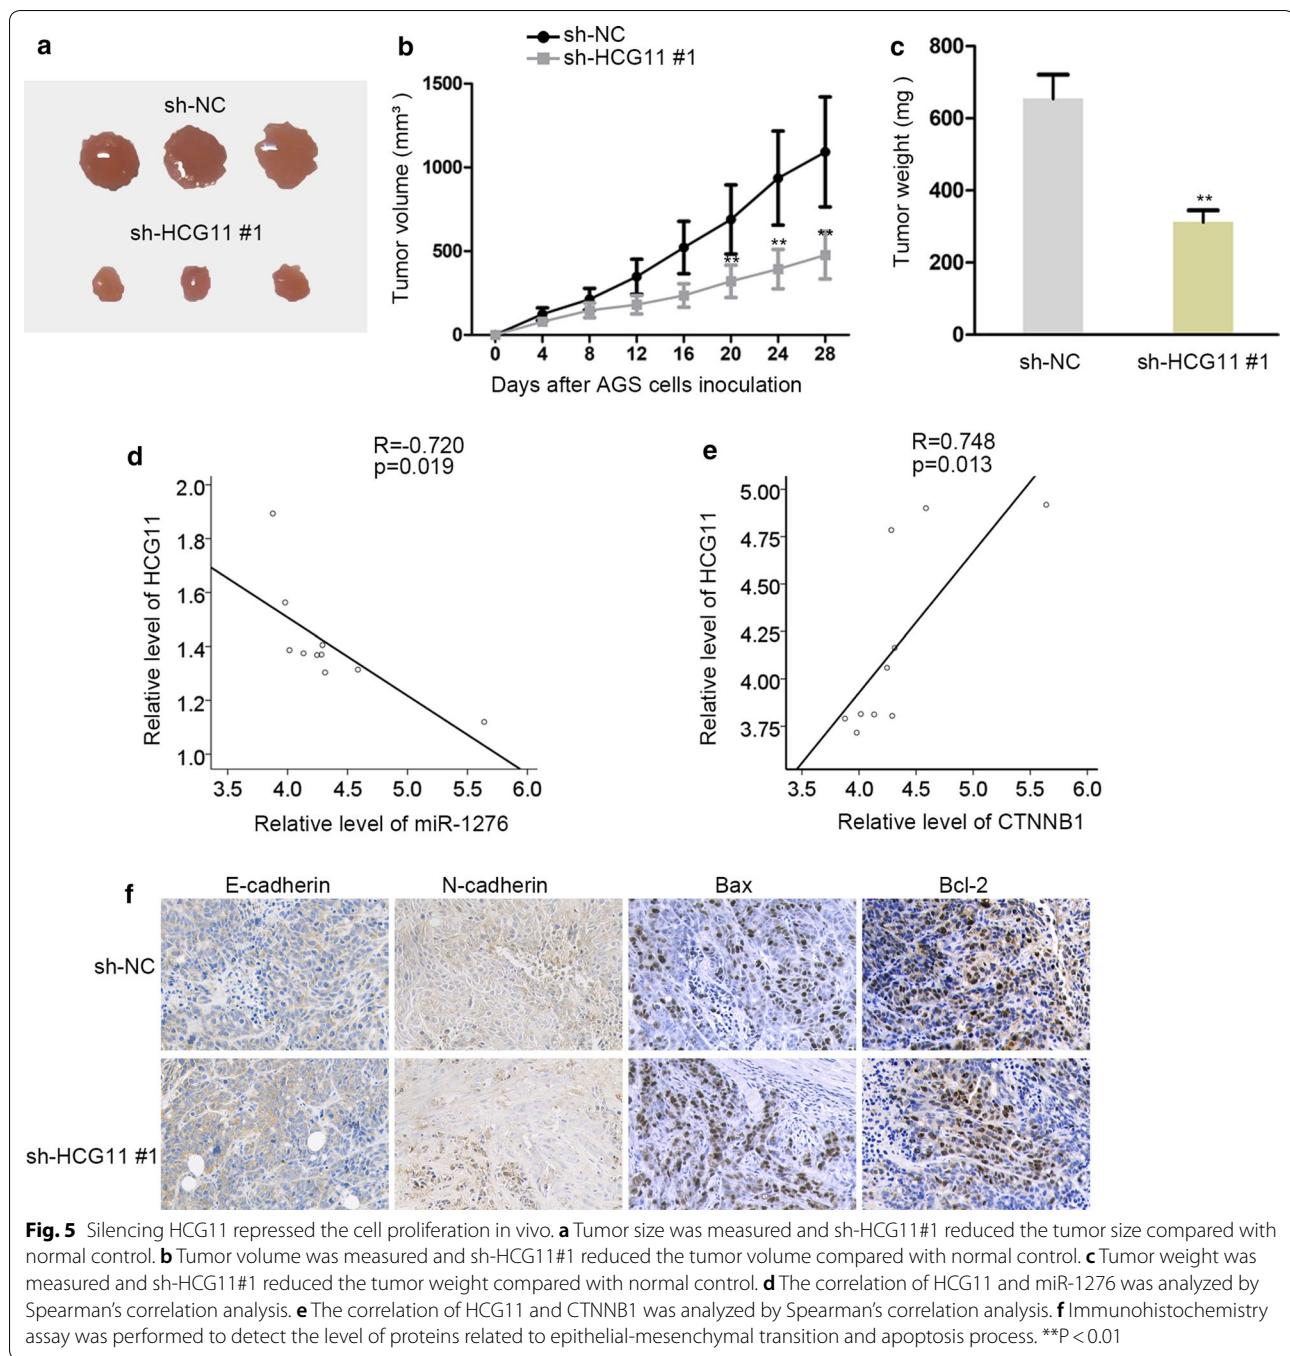 a
sh-NC
sh-HCG11 #1
b
sh-NC
sh-HCG11 #1
Tumor volume (mm³ )
1500
1000
500
0
**
**
**
0 4 8 12 16 20 24 28
Days after AGS cells inoculation
c
Tumor weight (mg )
800
600
400
200
0
**
sh-NC sh-HCG11 #1
d
R=-0.720
p=0.019
Relative level of HCG11
2.0
1.8
1.6
1.4
1.2
1.0
3.5 4.0 4.5 5.0 5.5 6.0
Relative level of miR-1276
e
R=0.748
p=0.013
Relative level of HCG11
5.00
4.75
4.50
4.25
4.00
3.75
3.5 4.0 4.5 5.0 5.5 6.0
Relative level of CTNNB1
f
E-cadherin N-cadherin Bax Bcl-2
sh-NC
sh-HCG11 #1
Fig. 5 Silencing HCG11 repressed the cell proliferation in vivo. a Tumor size was measured and sh-HCG11#1 reduced the tumor size compared with
normal control. b Tumor volume was measured and sh-HCG11#1 reduced the tumor volume compared with normal control. c Tumor weight was
measured and sh-HCG11#1 reduced the tumor weight compared with normal control. d The correlation of HCG11 and miR-1276 was analyzed by
Spearman's correlation analysis. e The correlation of HCG11 and CTNNB1 was analyzed by Spearman's correlation analysis. f Immunohistochemistry
assay was performed to detect the level of proteins related to epithelial-mesenchymal transition and apoptosis process. **P < 0.01